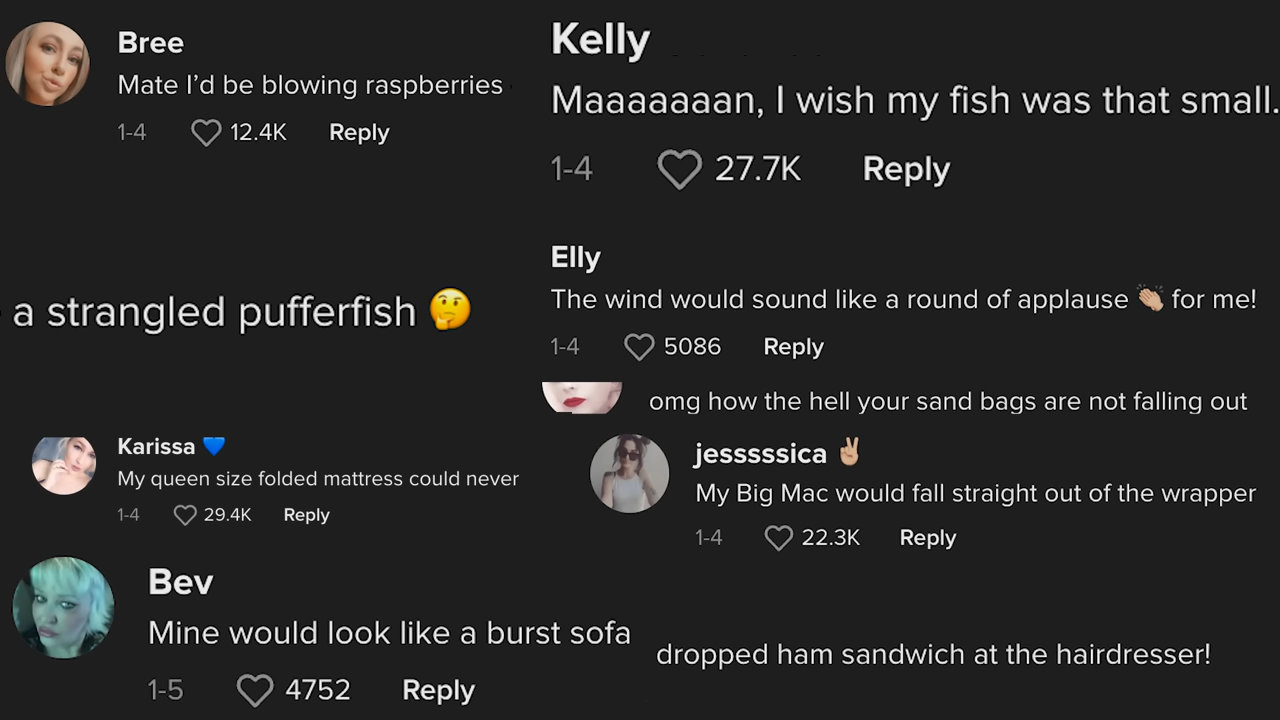 Bree
Mate I'd be blowing raspberries
1-4 12.4K Reply
Kelly
Maaaaaaan, I wish my fish was that small.
1-4 27.7K Reply
a strangled pufferfish 🤔
Elly
The wind would sound like a round of applause 👏🏼 for me!
1-4 5086 Reply
omg how the hell your sand bags are not falling out
Karissa 💙
My queen size folded mattress could never
1-4 29.4K Reply
jesssssica ✌🏼
My Big Mac would fall straight out of the wrapper
1-4 22.3K Reply
Bev
Mine would look like a burst sofa
1-5 4752 Reply
dropped ham sandwich at the hairdresser!